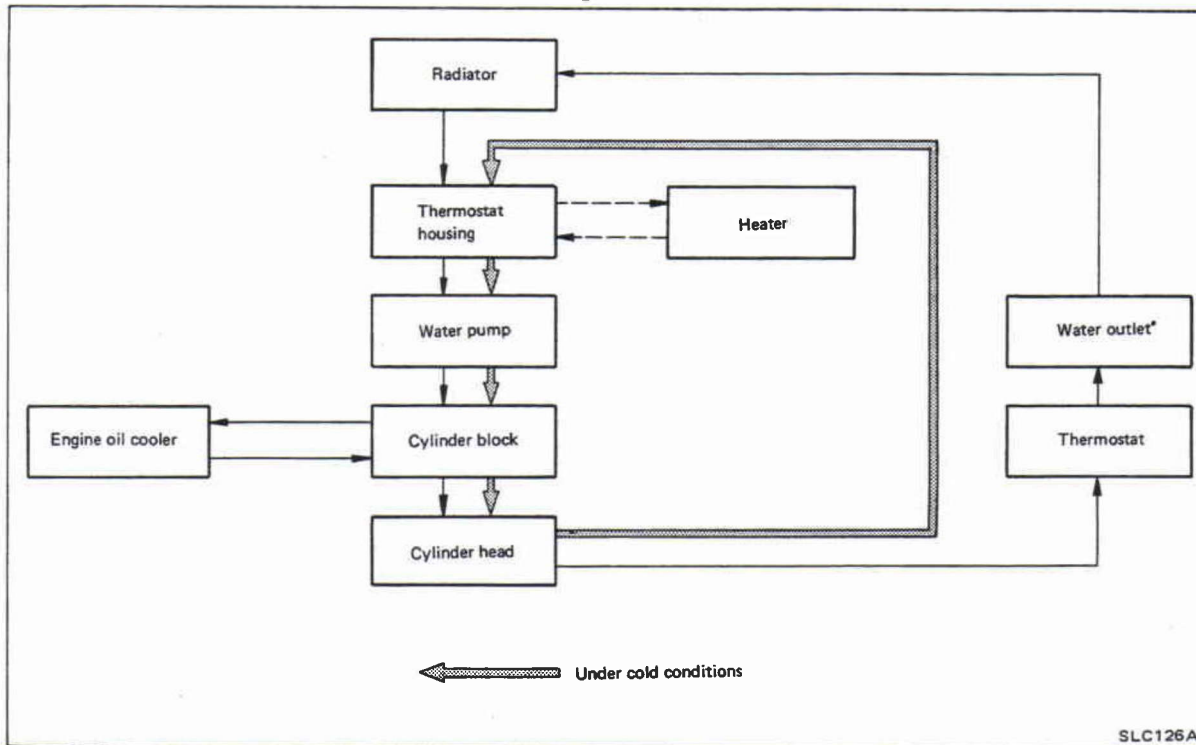 Radiator
Thermostat
housing
Heater
Water pump
Water outlet*
Engine oil cooler
Cylinder block
Thermostat
Cylinder head
Under cold conditions
SLC126A